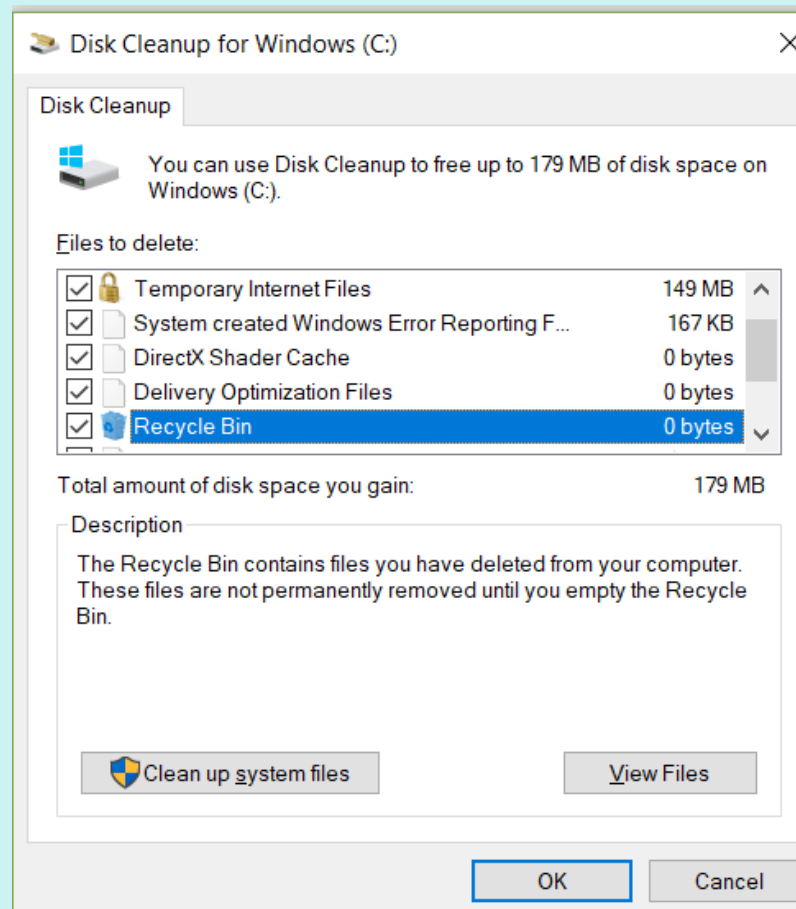 Disk Cleanup for Windows (C:)
Disk Cleanup
You can use Disk Cleanup to free up to 179 MB of disk space on
Windows (C:).
Files to delete:
Temporary Internet Files 149 MB
System created Windows Error Reporting F... 167 KB
DirectX Shader Cache 0 bytes
Delivery Optimization Files 0 bytes
Recycle Bin 0 bytes
Total amount of disk space you gain: 179 MB
Description
The Recycle Bin contains files you have deleted from your computer.
These files are not permanently removed until you empty the Recycle
Bin.
Clean up system files View Files
OK Cancel